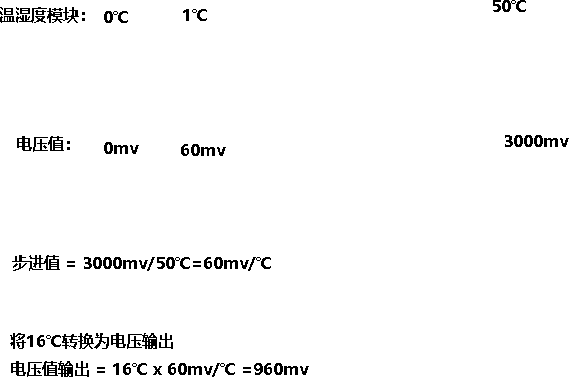 温湿度模块： 0℃ 1℃ 50℃
电压值： 0mv 60mv 3000mv
步进值 = 3000mv/50℃=60mv/℃
将16℃转换为电压输出
电压值输出 = 16℃ x 60mv/℃ =960mv